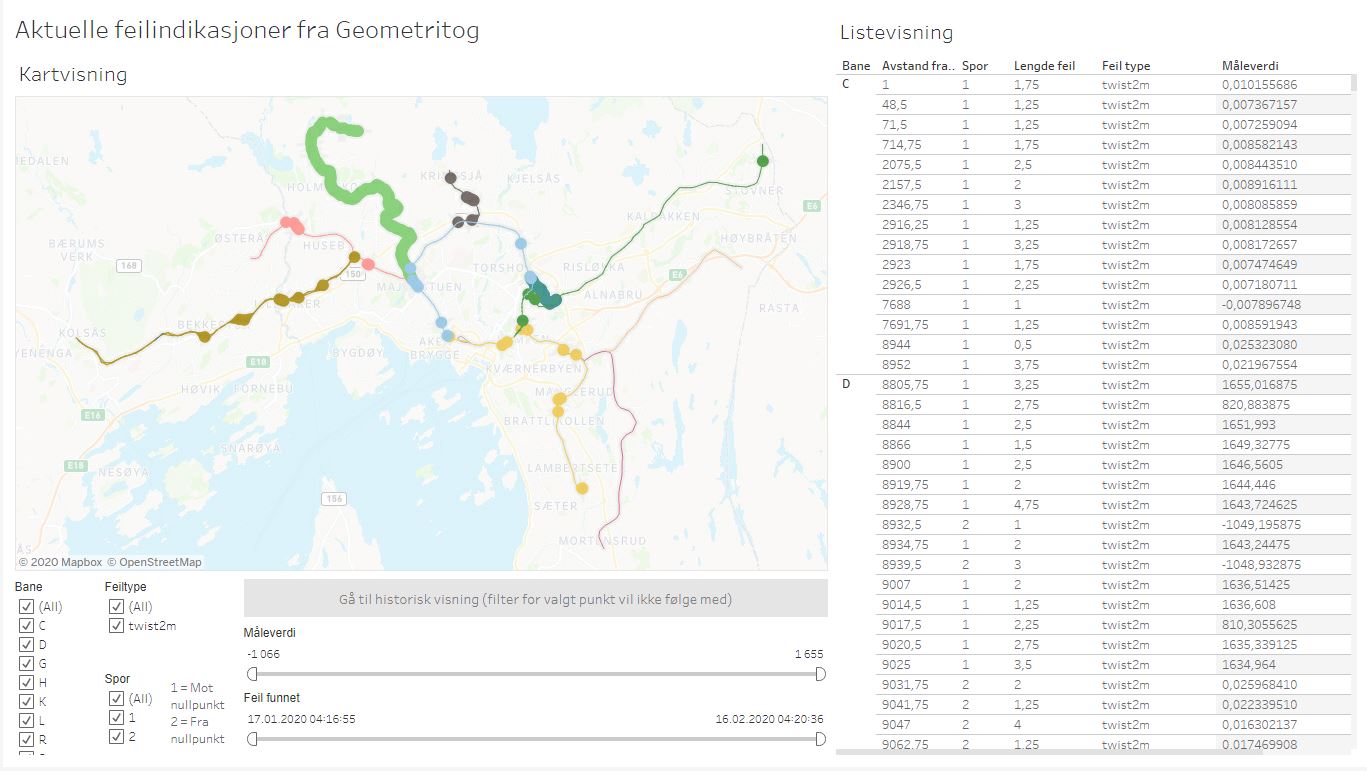 Aktuelle feilindikasjoner fra Geometritog
Kartvisning
JEDALEN
HOLM
KR
SJÅ
KJELSÅS
STOVNER
E6
KAL
KKEN
ØSTERÅ
HUSEB
BÆRUMS
VERK
168
150
HØYBRÅTEN
TORSHO
RISLØKKA
E6
MAJ
STUEN
ALNABRU
RASTA
KOLSÅS
BEKKE
YENENGA
AKER
BRYGGE
BYGDØY
E18
KVÆRNERBYEN
HØVIK
FORNEBU
MA
LERUD
E16
BRATTLIKOLLEN
SNARØYA
E18
NESØYA
LAMBERTSETE
156
SÆTER
MORTENSRUD
ÅS
© 2020 Mapbox © OpenStreetMap
Bane
(All)
C
D
G
H
K
L
R
Feiltype
(All)
twist2m
Spor
(All)
1
2
1 = Mot
nullpunkt
2 = Fra
nullpunkt
Gå til historisk visning (filter for valgt punkt vil ikke følge med)
Måleverdi
-1 066 1 655
Feil funnet
17.01.2020 04:16:55 16.02.2020 04:20:36
Listevisning
Bane Avstand fra.. Spor Lengde feil Feil type Måleverdi
C 1 1 1,75 twist2m 0,010155686
48,5 1 1,25 twist2m 0,007367157
71,5 1 1,25 twist2m 0,007259094
714,75 1 1,75 twist2m 0,008582143
2075,5 1 2,5 twist2m 0,008443510
2157,5 1 2 twist2m 0,008916111
2346,75 1 3 twist2m 0,008085859
2916,25 1 1,25 twist2m 0,008128554
2918,75 1 3,25 twist2m 0,008172657
2923 1 1,75 twist2m 0,007474649
2926,5 1 2,25 twist2m 0,007180711
7688 1 1 twist2m -0,007896748
7691,75 1 1,25 twist2m 0,008591943
8944 1 0,5 twist2m 0,025323080
8952 1 3,75 twist2m 0,021967554
D 8805,75 1 3,25 twist2m 1655,016875
8816,5 1 2,75 twist2m 820,883875
8844 1 2,5 twist2m 1651,993
8866 1 1,5 twist2m 1649,32775
8900 1 2,5 twist2m 1646,5605
8919,75 1 2 twist2m 1644,446
8928,75 1 4,75 twist2m 1643,724625
8932,5 2 1 twist2m -1049,195875
8934,75 1 2 twist2m 1643,24475
8939,5 2 3 twist2m -1048,932875
9007 1 2 twist2m 1636,51425
9014,5 1 1,25 twist2m 1636,608
9017,5 1 2,25 twist2m 810,3055625
9020,5 1 2,75 twist2m 1635,339125
9025 1 3,5 twist2m 1634,964
9031,75 2 2 twist2m 0,025968410
9041,75 2 1,25 twist2m 0,022339510
9047 2 4 twist2m 0,016302137
9062,75 2 1,25 twist2m 0,017469908